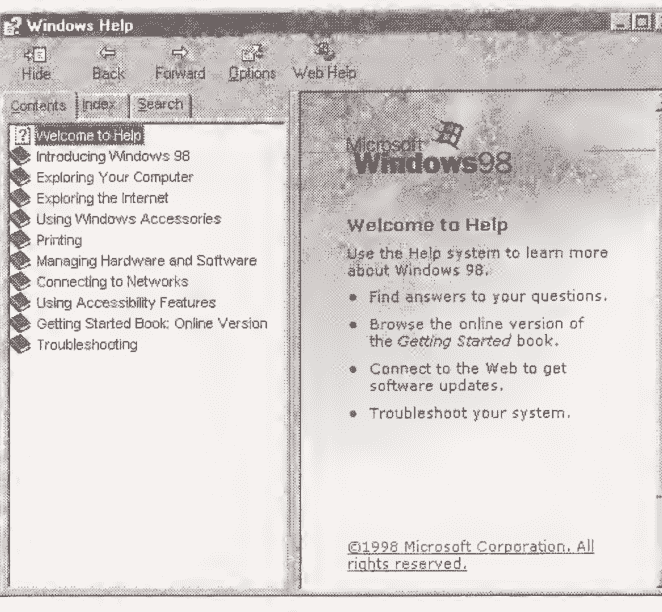 Windows Help
Hide Back Forward Options Web Help
Contents Index Search
Welcome to Help
Introducing Windows 98
Exploring Your Computer
Exploring the Internet
Using Windows Accessories
Printing
Managing Hardware and Software
Connecting to Networks
Using Accessibility Features
Getting Started Book: Online Version
Troubleshooting
Microsoft
Windows98
Welcome to Help
Use the Help system to learn more
about Windows 98.
• Find answers to your questions.
• Browse the online version of
the Getting Started book.
• Connect to the Web to get
software updates.
• Troubleshoot your system.
©1998 Microsoft Corporation. All
rights reserved.